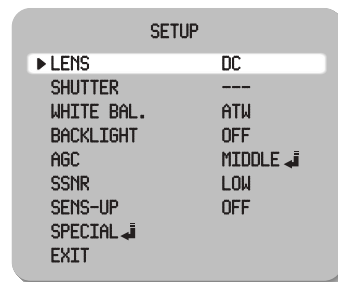 SETUP
▶LENS DC
SHUTTER ---
WHITE BAL. ATW
BACKLIGHT OFF
AGC MIDDLE↲
SSNR LOW
SENS-UP OFF
SPECIAL↲
EXIT